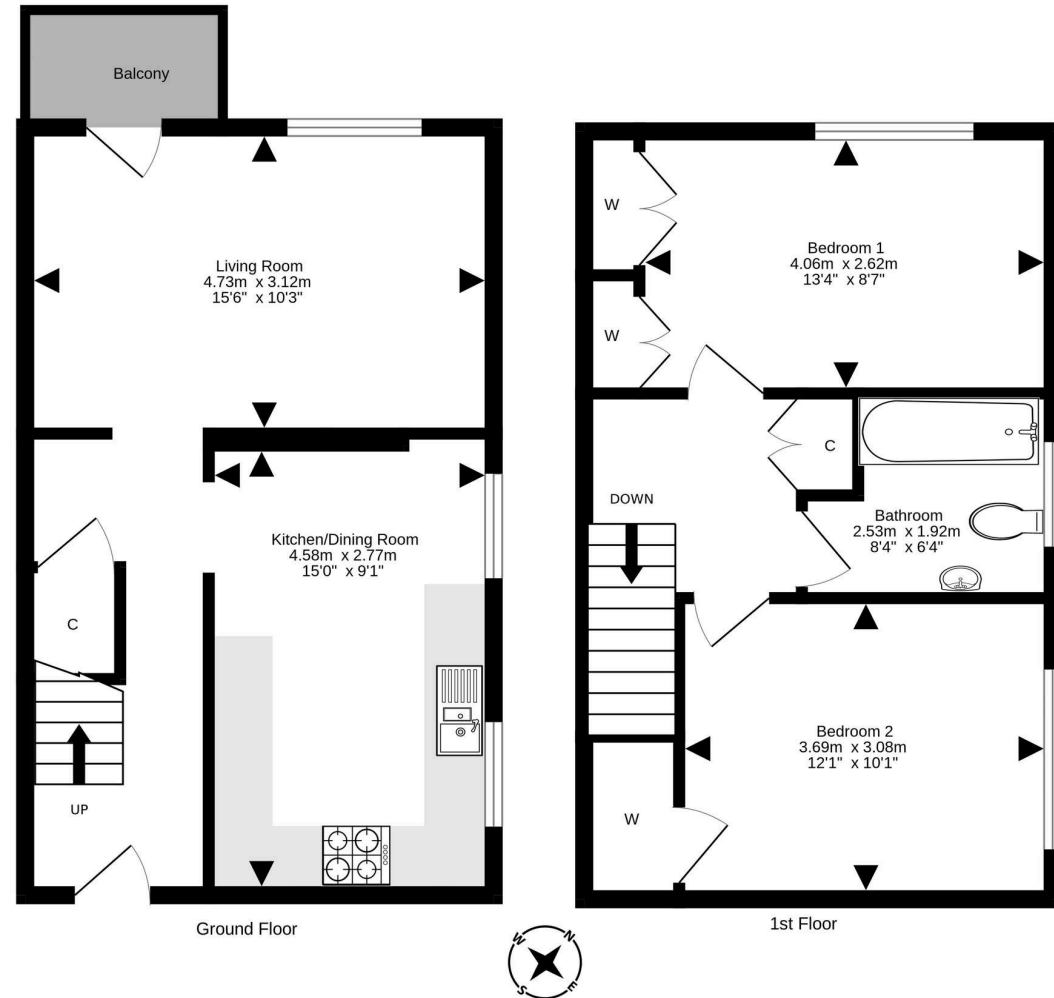 Balcony
Living Room
4.73m x 3.12m
15'6" x 10'3"
Kitchen/Dining Room
4.58m x 2.77m
15'0" x 9'1"
C
UP
Ground Floor
W
W
Bedroom 1
4.06m x 2.62m
13'4" x 8'7"
C
DOWN
Bathroom
2.53m x 1.92m
8'4" x 6'4"
Bedroom 2
3.69m x 3.08m
12'1" x 10'1"
W
1st Floor
W
N
S
E